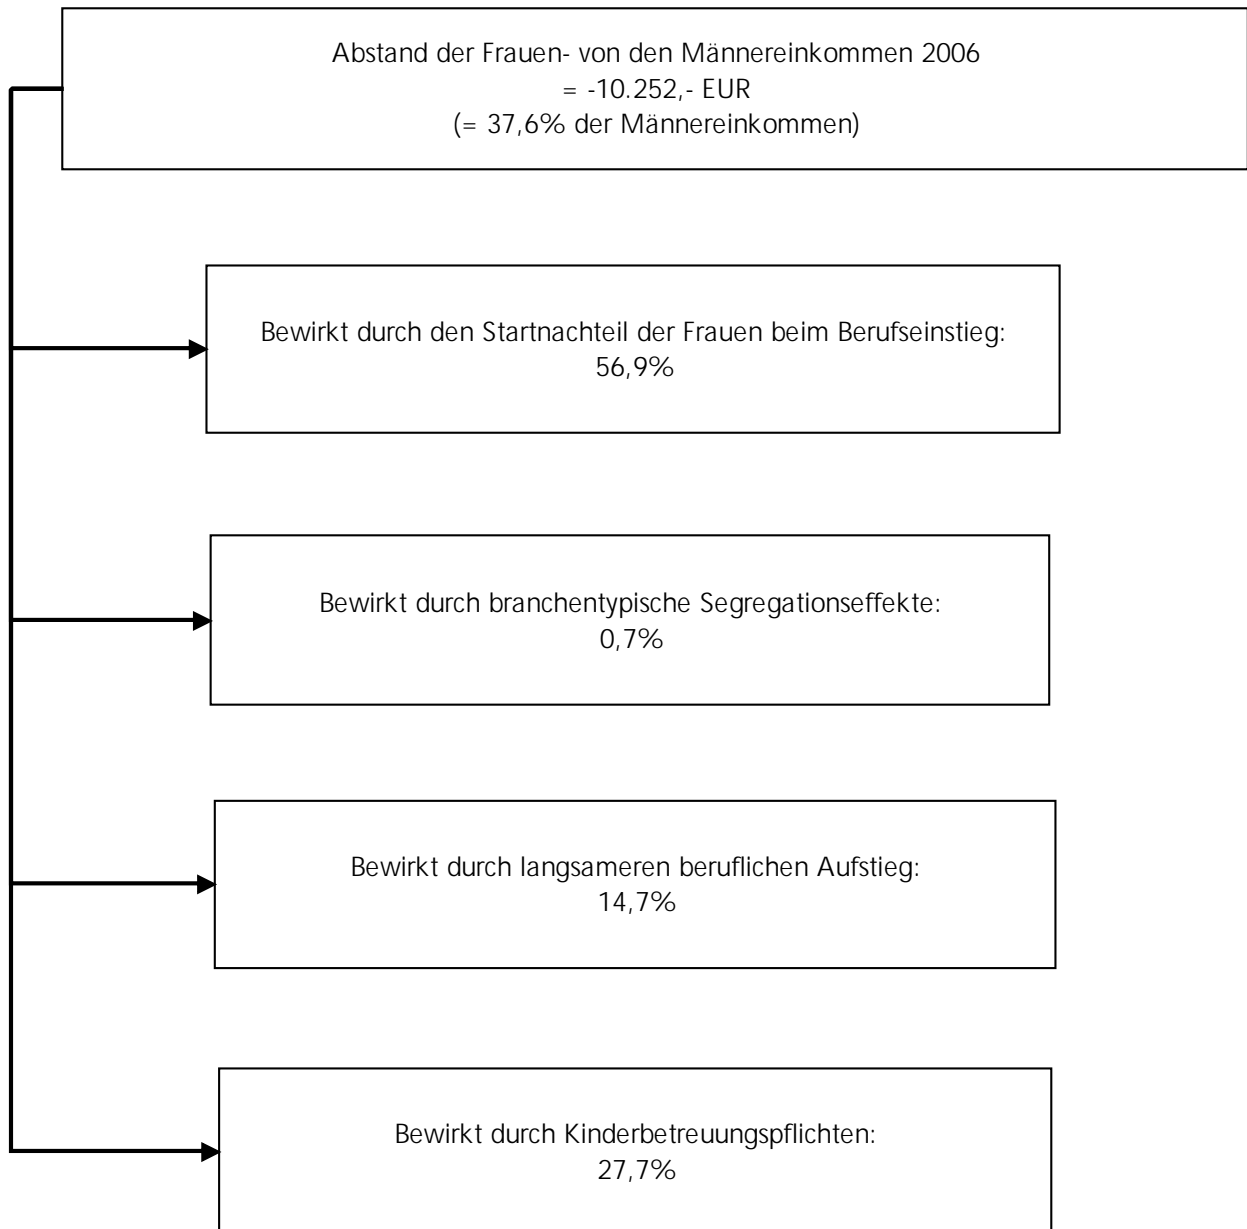 Abstand der Frauen- von den Männereinkommen 2006
= -10.252,- EUR
(= 37,6% der Männereinkommen)
Bewirkt durch den Startnachteil der Frauen beim Berufseinstieg:
56,9%
Bewirkt durch branchentypische Segregationseffekte:
0,7%
Bewirkt durch langsameren beruflichen Aufstieg:
14,7%
Bewirkt durch Kinderbetreuungspflichten:
27,7%